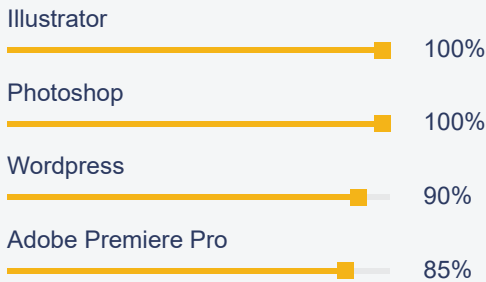 Illustrator
100%
Photoshop
100%
Wordpress
90%
Adobe Premiere Pro
85%